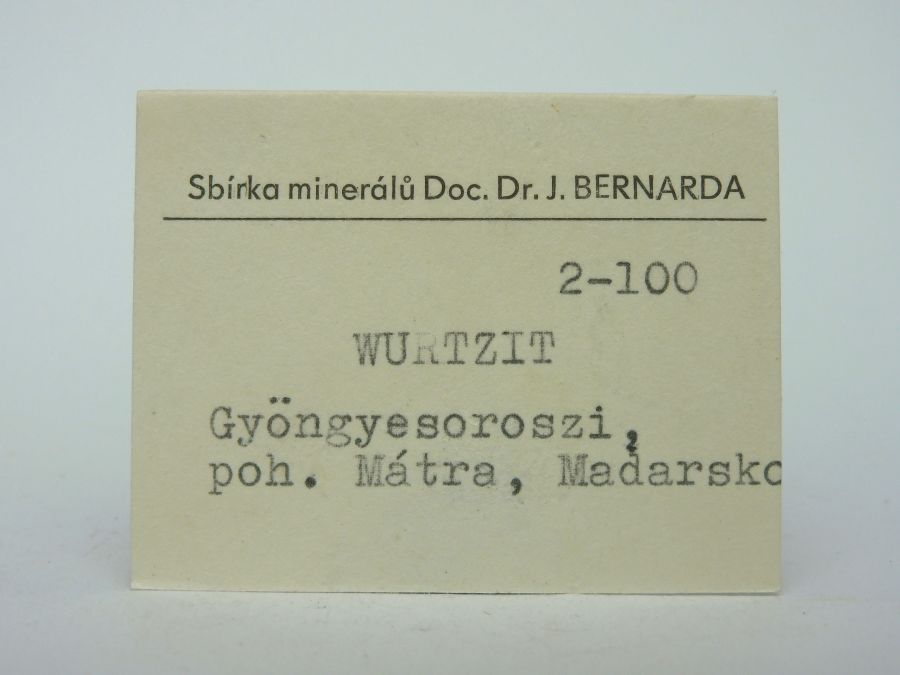 Sbírka minerálů Doc. Dr. J. BERNARDA
2-100
WURTZIT
Gyöngyesoroszi,
poh. Mátra, Maďarsko